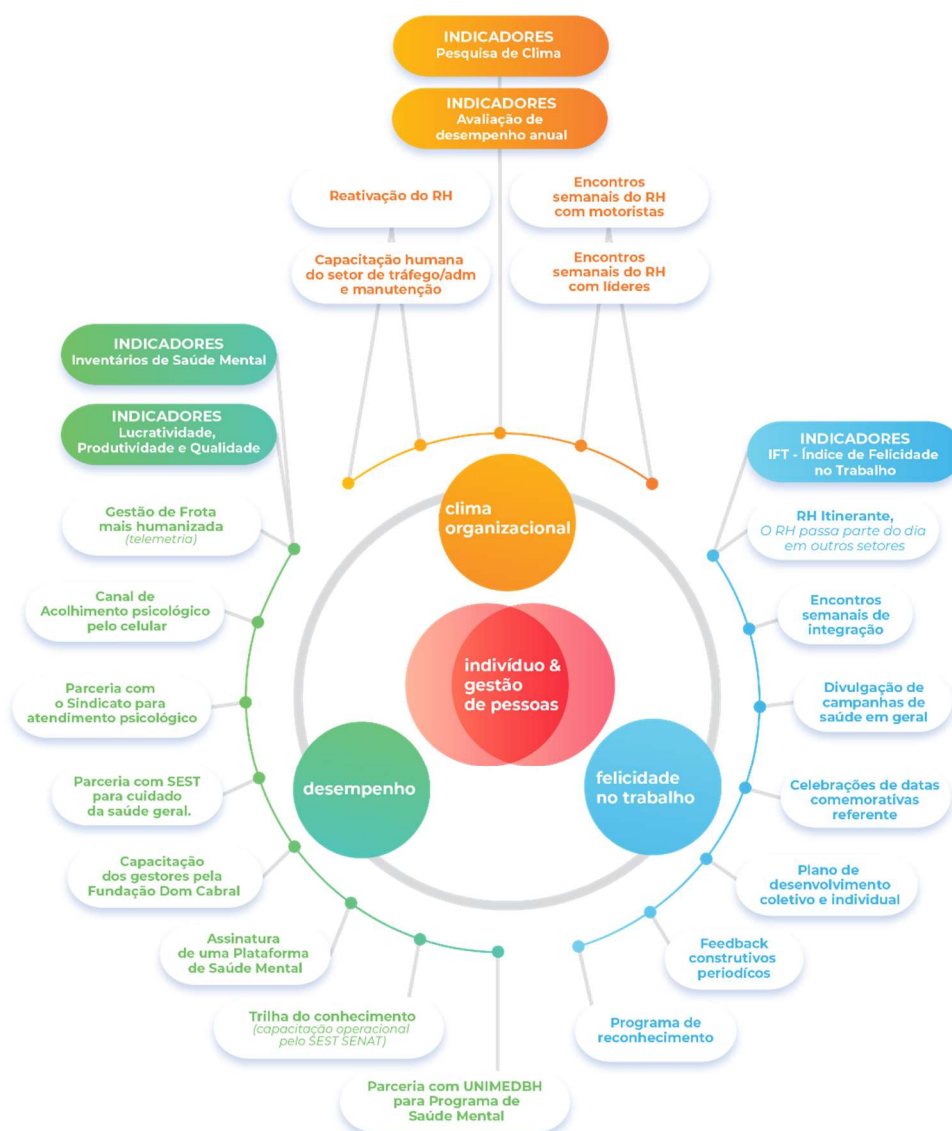 INDICADORES
Pesquisa de Clima
INDICADORES
Avaliação de
desempenho anual
Reativação do RH
Encontros
semanais do RH
com motoristas
Capacitação humana
do setor de tráfego/adm
e manutenção
Encontros
semanais do RH
com líderes
INDICADORES
Inventários de Saúde Mental
INDICADORES
Lucratividade,
Produtividade e Qualidade
Gestão de Frota
mais humanizada
(telemetria)
Canal de
Acolhimento psicológico
pelo celular
Parceria com
o Sindicato para
atendimento psicológico
Parceria com SEST
para cuidado
da saúde geral.
Capacitação
dos gestores pela
Fundação Dom Cabral
Assinatura
de uma Plataforma
de Saúde Mental
Trilha do conhecimento
(capacitação operacional
pelo SEST SENAT)
Parceria com UNIMEDBH
para Programa de
Saúde Mental
clima
organizacional
indivíduo &
gestão
de pessoas
desempenho
felicidade
no trabalho
INDICADORES
IFT - Índice de Felicidade
no Trabalho
RH Itinerante,
O RH passa parte do dia
em outros setores
Encontros
semanais de
integração
Divulgação de
campanhas de
saúde em geral
Celebrações de datas
comemorativas
referente
Plano de
desenvolvimento
coletivo e individual
Feedback
construtivos
periodícos
Programa de
reconhecimento